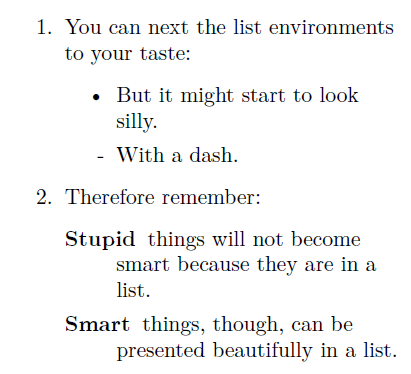 1. You can next the list environments
to your taste:
• But it might start to look
silly.
- With a dash.
2. Therefore remember:
Stupid things will not become
smart because they are in a
list.
Smart things, though, can be
presented beautifully in a list.